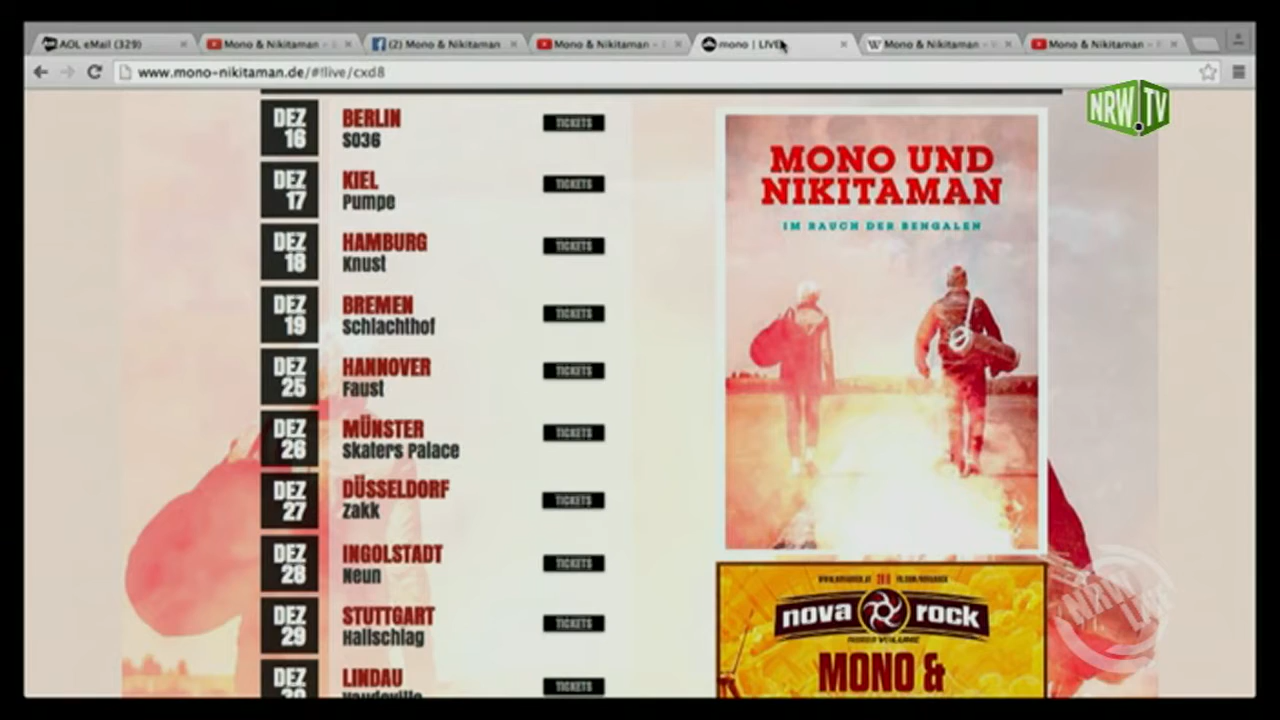 AOL eMail (329)
Mono & Nikitaman -
(2) Mono & Nikitaman
Mono & Nikitaman -
mono | LIVE
Mono & Nikitaman -
Mono & Nikitaman -
www.mono-nikitaman.de/#!live/cxd8
NRW.TV
DEZ
16
BERLIN
SO36
TICKETS
DEZ
17
KIEL
Pumpe
TICKETS
DEZ
18
HAMBURG
Knust
TICKETS
DEZ
19
BREMEN
Schlachthof
TICKETS
DEZ
25
HANNOVER
Faust
TICKETS
DEZ
26
MÜNSTER
Skaters Palace
TICKETS
DEZ
27
DÜSSELDORF
Zakk
TICKETS
DEZ
28
INGOLSTADT
Neun
TICKETS
DEZ
29
STUTTGART
Hallschlag
TICKETS
DEZ
30
LINDAU
Vaudeville
TICKETS
MONO UND
NIKITAMAN
IM RAUCH DER BENGALEN
nova rock
MONO &
NRW
LIVE